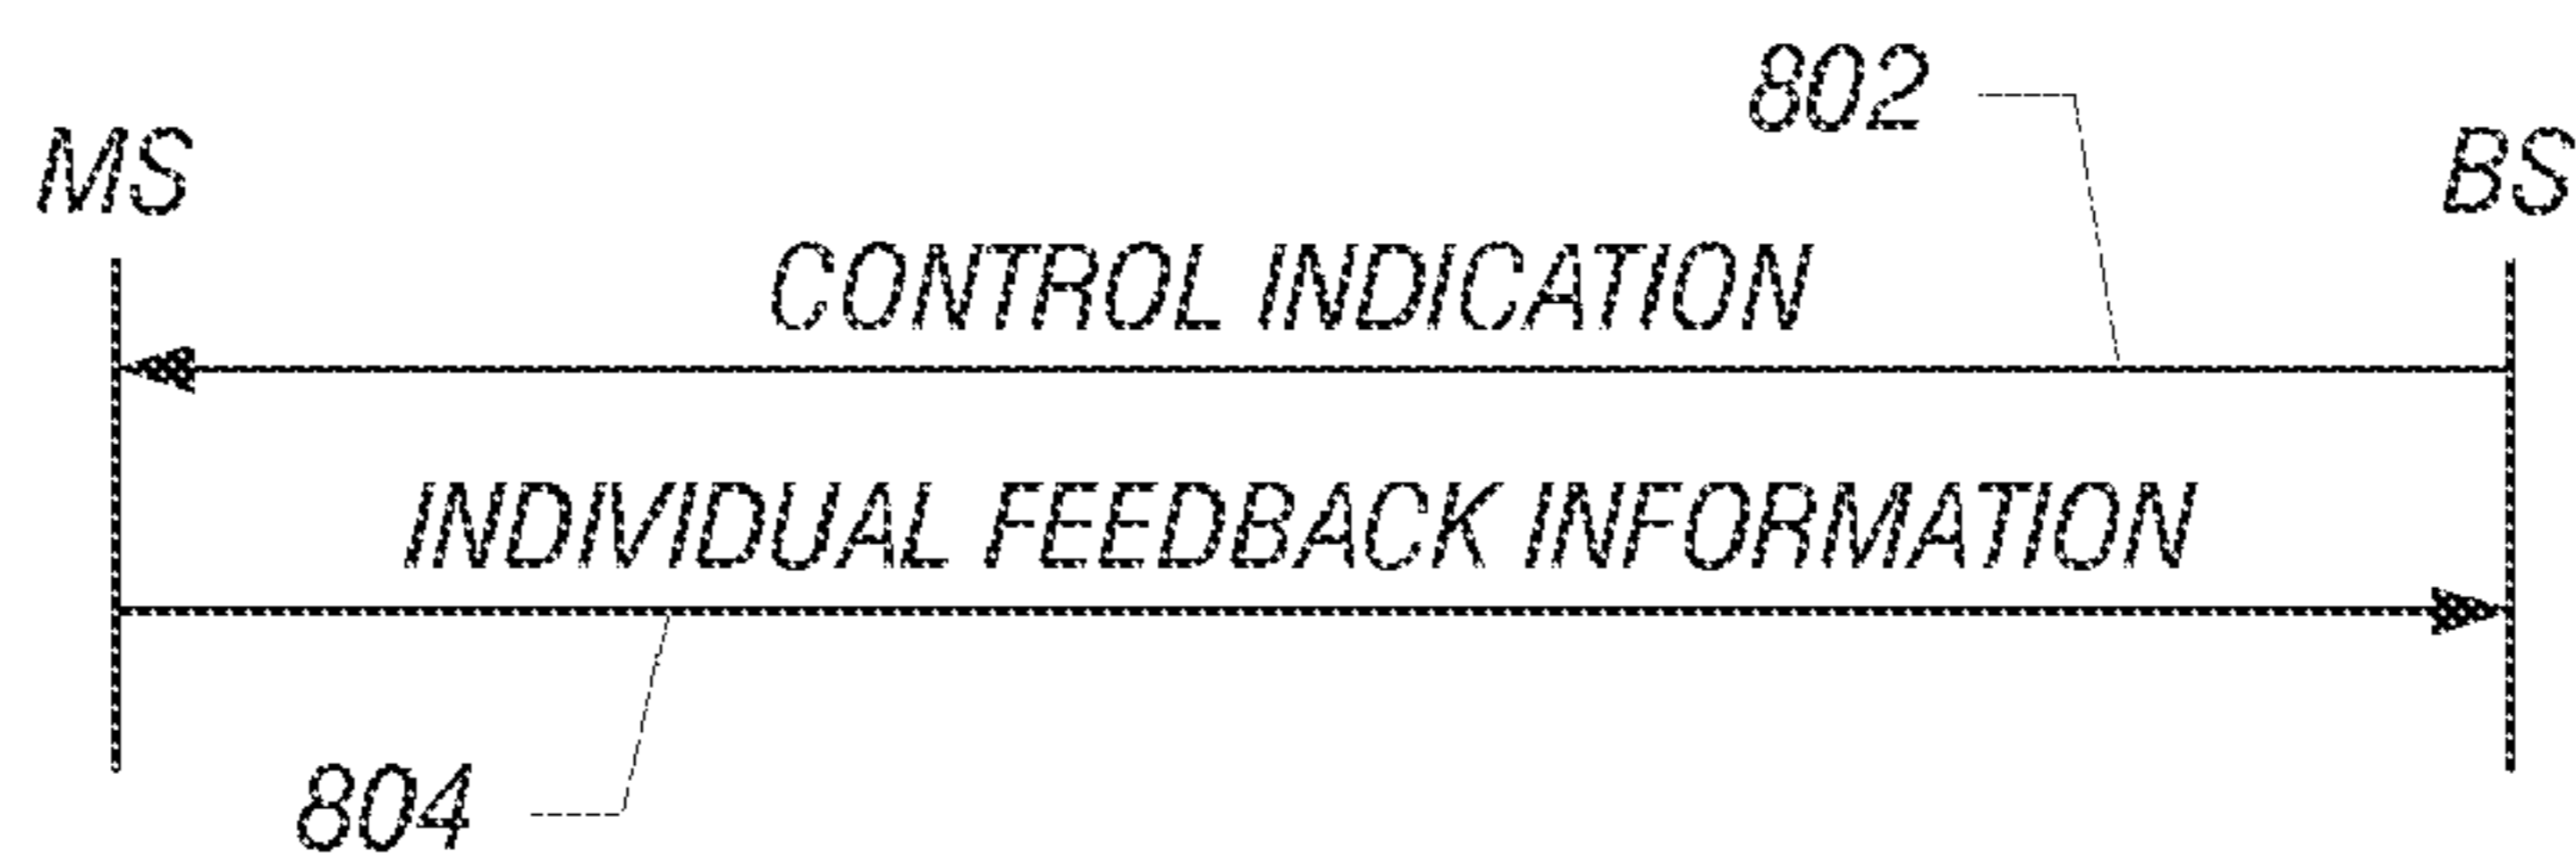 802
MS BS
CONTROL INDICATION
INDIVIDUAL FEEDBACK INFORMATION
804